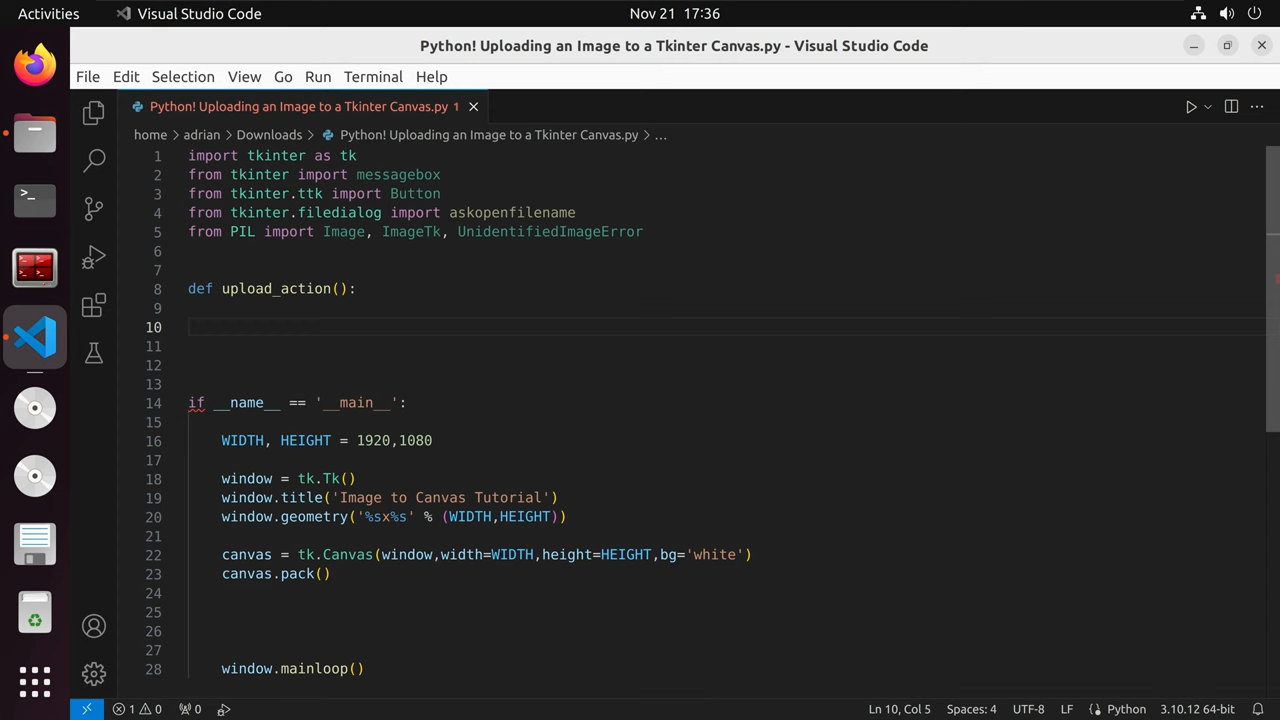 Activities Visual Studio Code Nov 21 17:36
Python! Uploading an Image to a Tkinter Canvas.py - Visual Studio Code
File Edit Selection View Go Run Terminal Help
Python! Uploading an Image to a Tkinter Canvas.py 1
home > adrian > Downloads > Python! Uploading an Image to a Tkinter Canvas.py > ...
1 import tkinter as tk
2 from tkinter import messagebox
3 from tkinter.ttk import Button
4 from tkinter.filedialog import askopenfilename
5 from PIL import Image, ImageTk, UnidentifiedImageError
6
7
8 def upload_action():
9
10
11
12
13
14 if __name__ == '__main__':
15
16 WIDTH, HEIGHT = 1920,1080
17
18 window = tk.Tk()
19 window.title('Image to Canvas Tutorial')
20 window.geometry('%sx%s' % (WIDTH,HEIGHT))
21
22 canvas = tk.Canvas(window,width=WIDTH,height=HEIGHT,bg='white')
23 canvas.pack()
24
25
26
27
28 window.mainloop()
1 0 0 Ln 10, Col 5 Spaces: 4 UTF-8 LF Python 3.10.12 64-bit